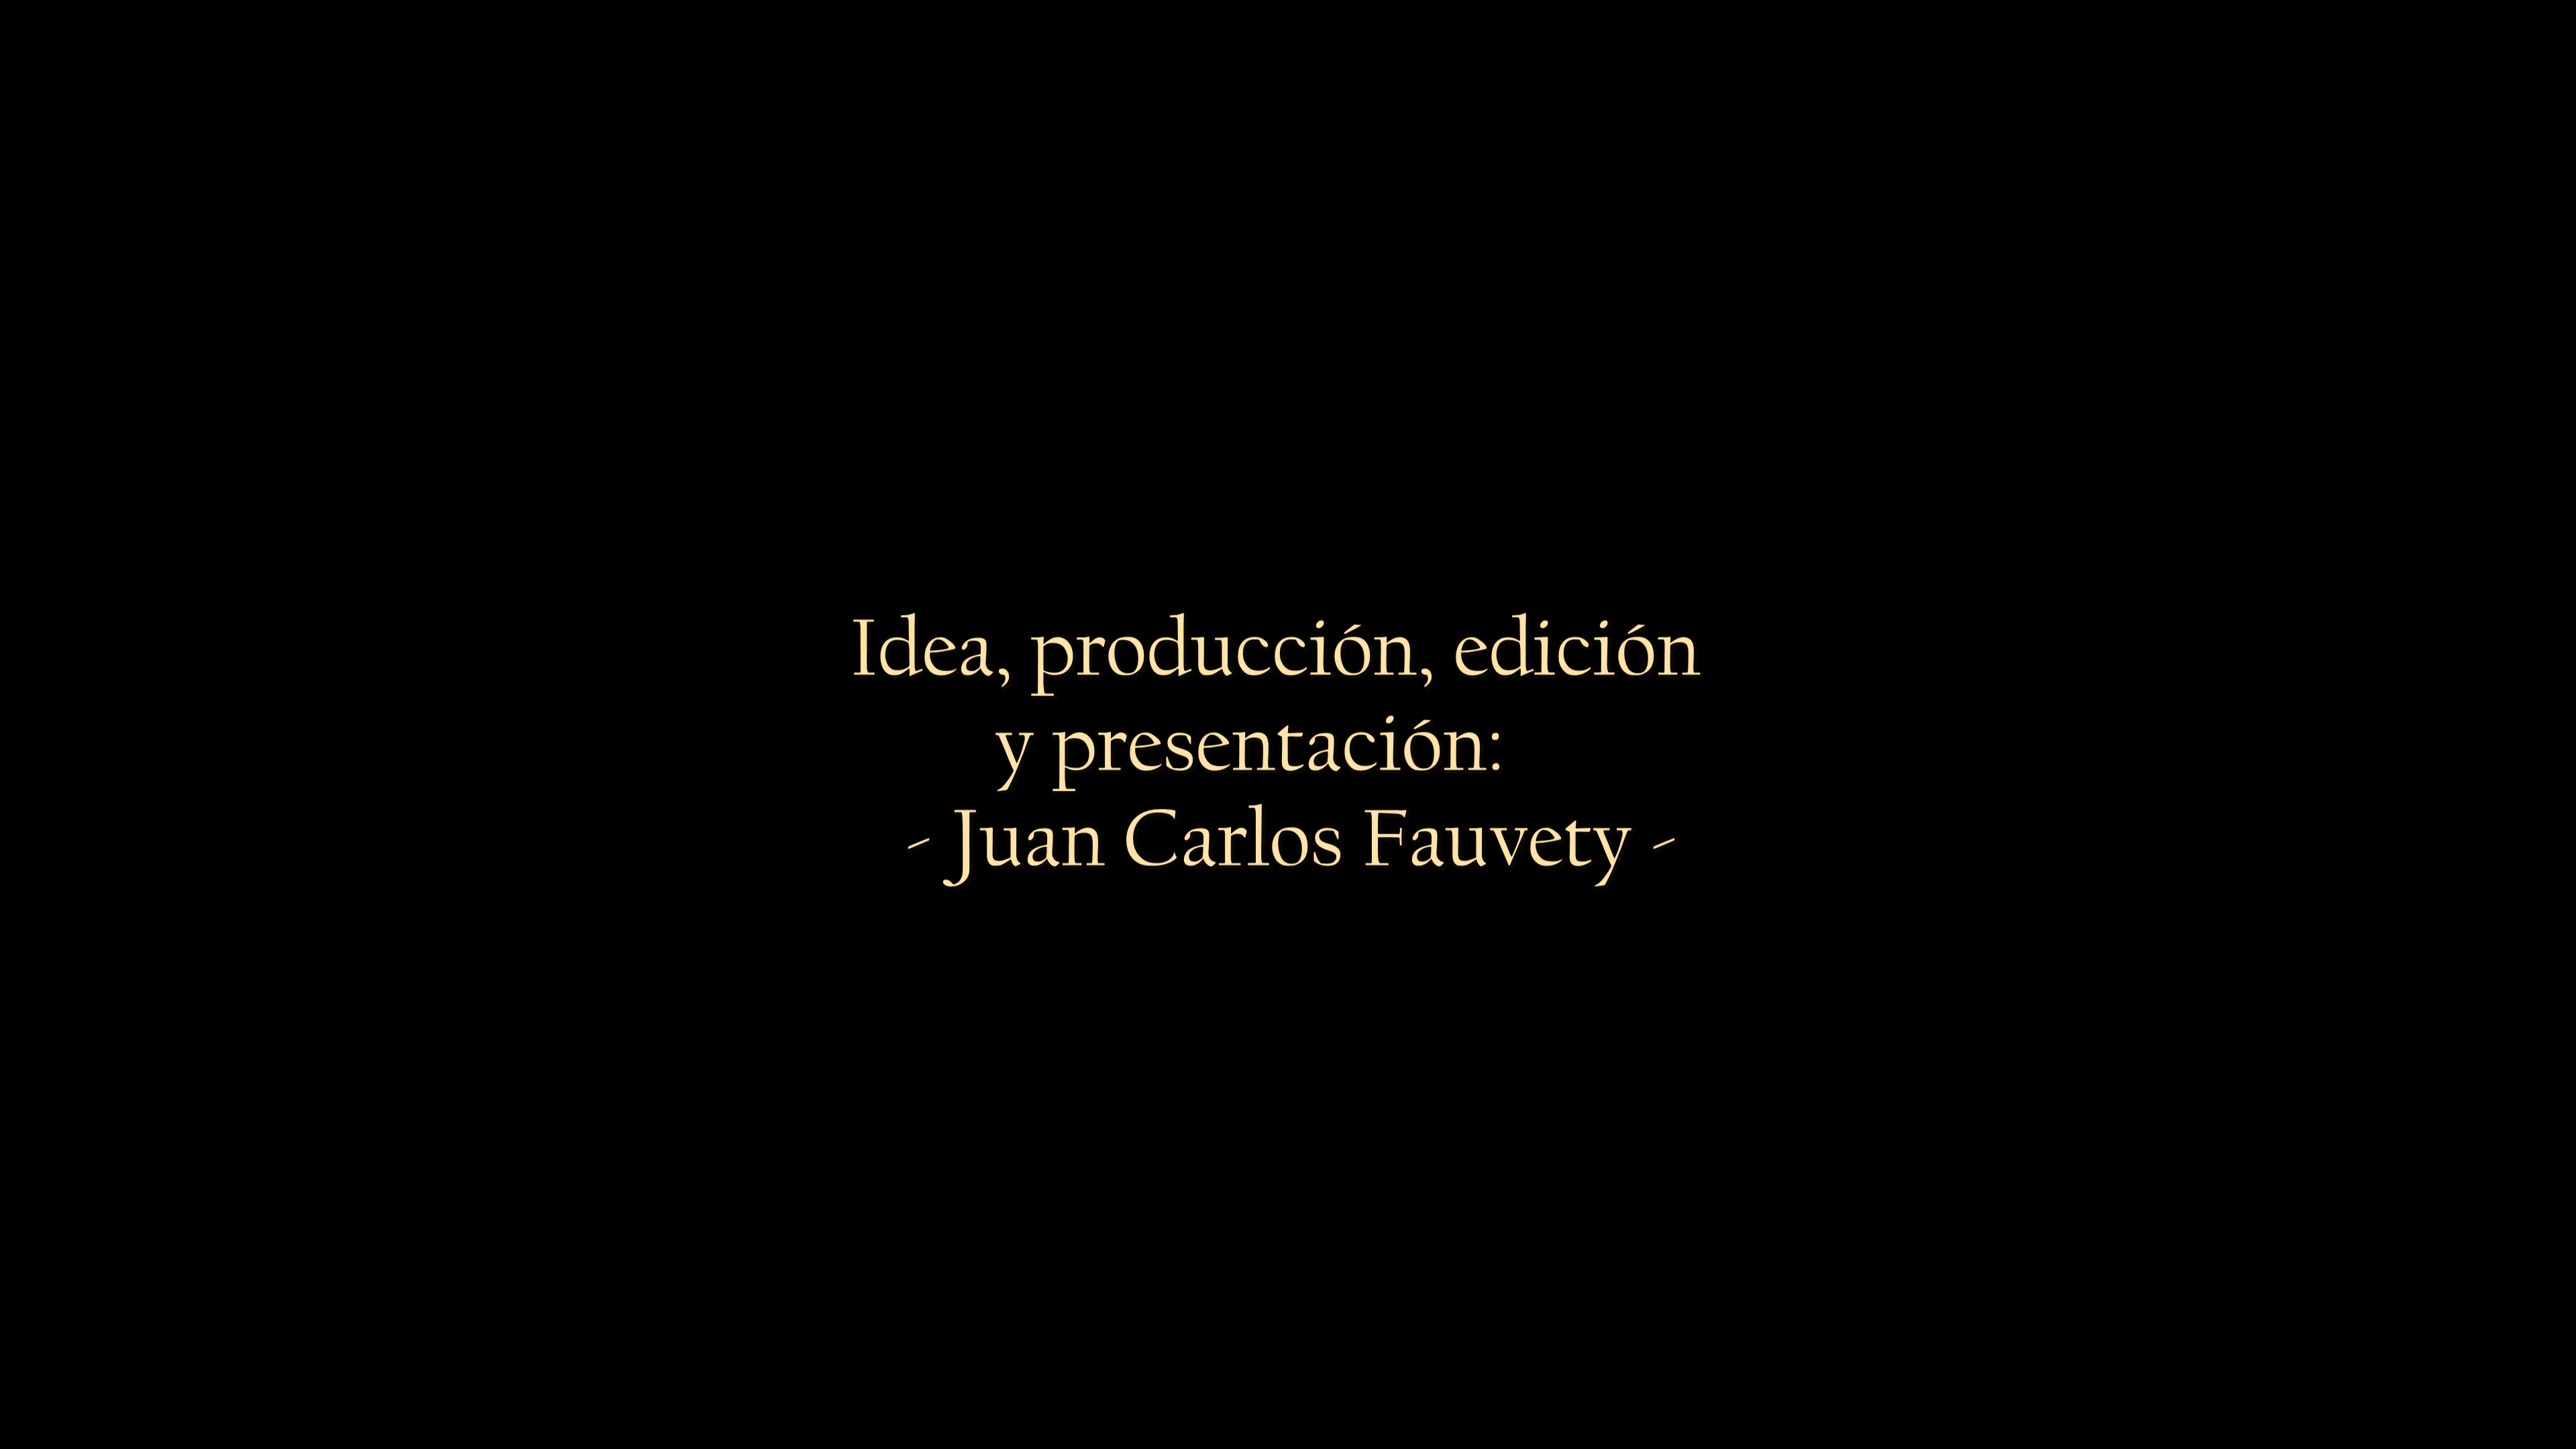 Idea, producción, edición
y presentación:
- Juan Carlos Fauvety -